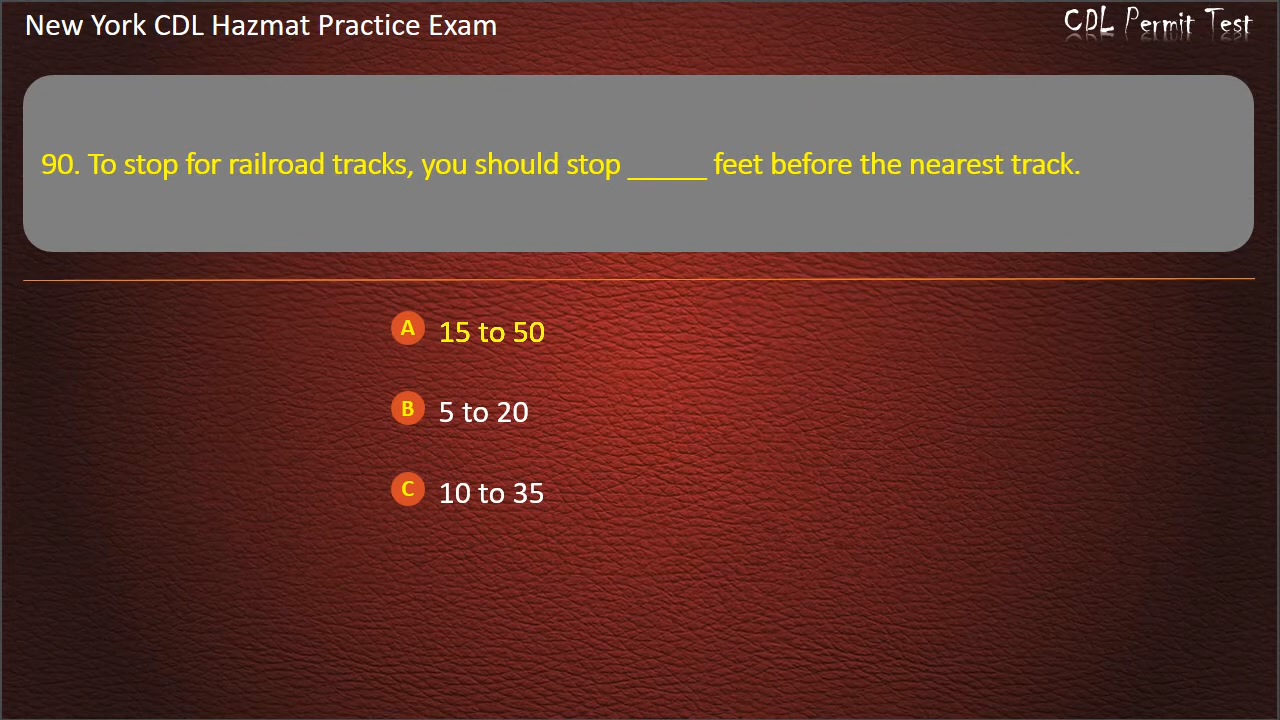 New York CDL Hazmat Practice Exam
CDL Permit Test
90. To stop for railroad tracks, you should stop _____ feet before the nearest track.
A 15 to 50
B 5 to 20
C 10 to 35